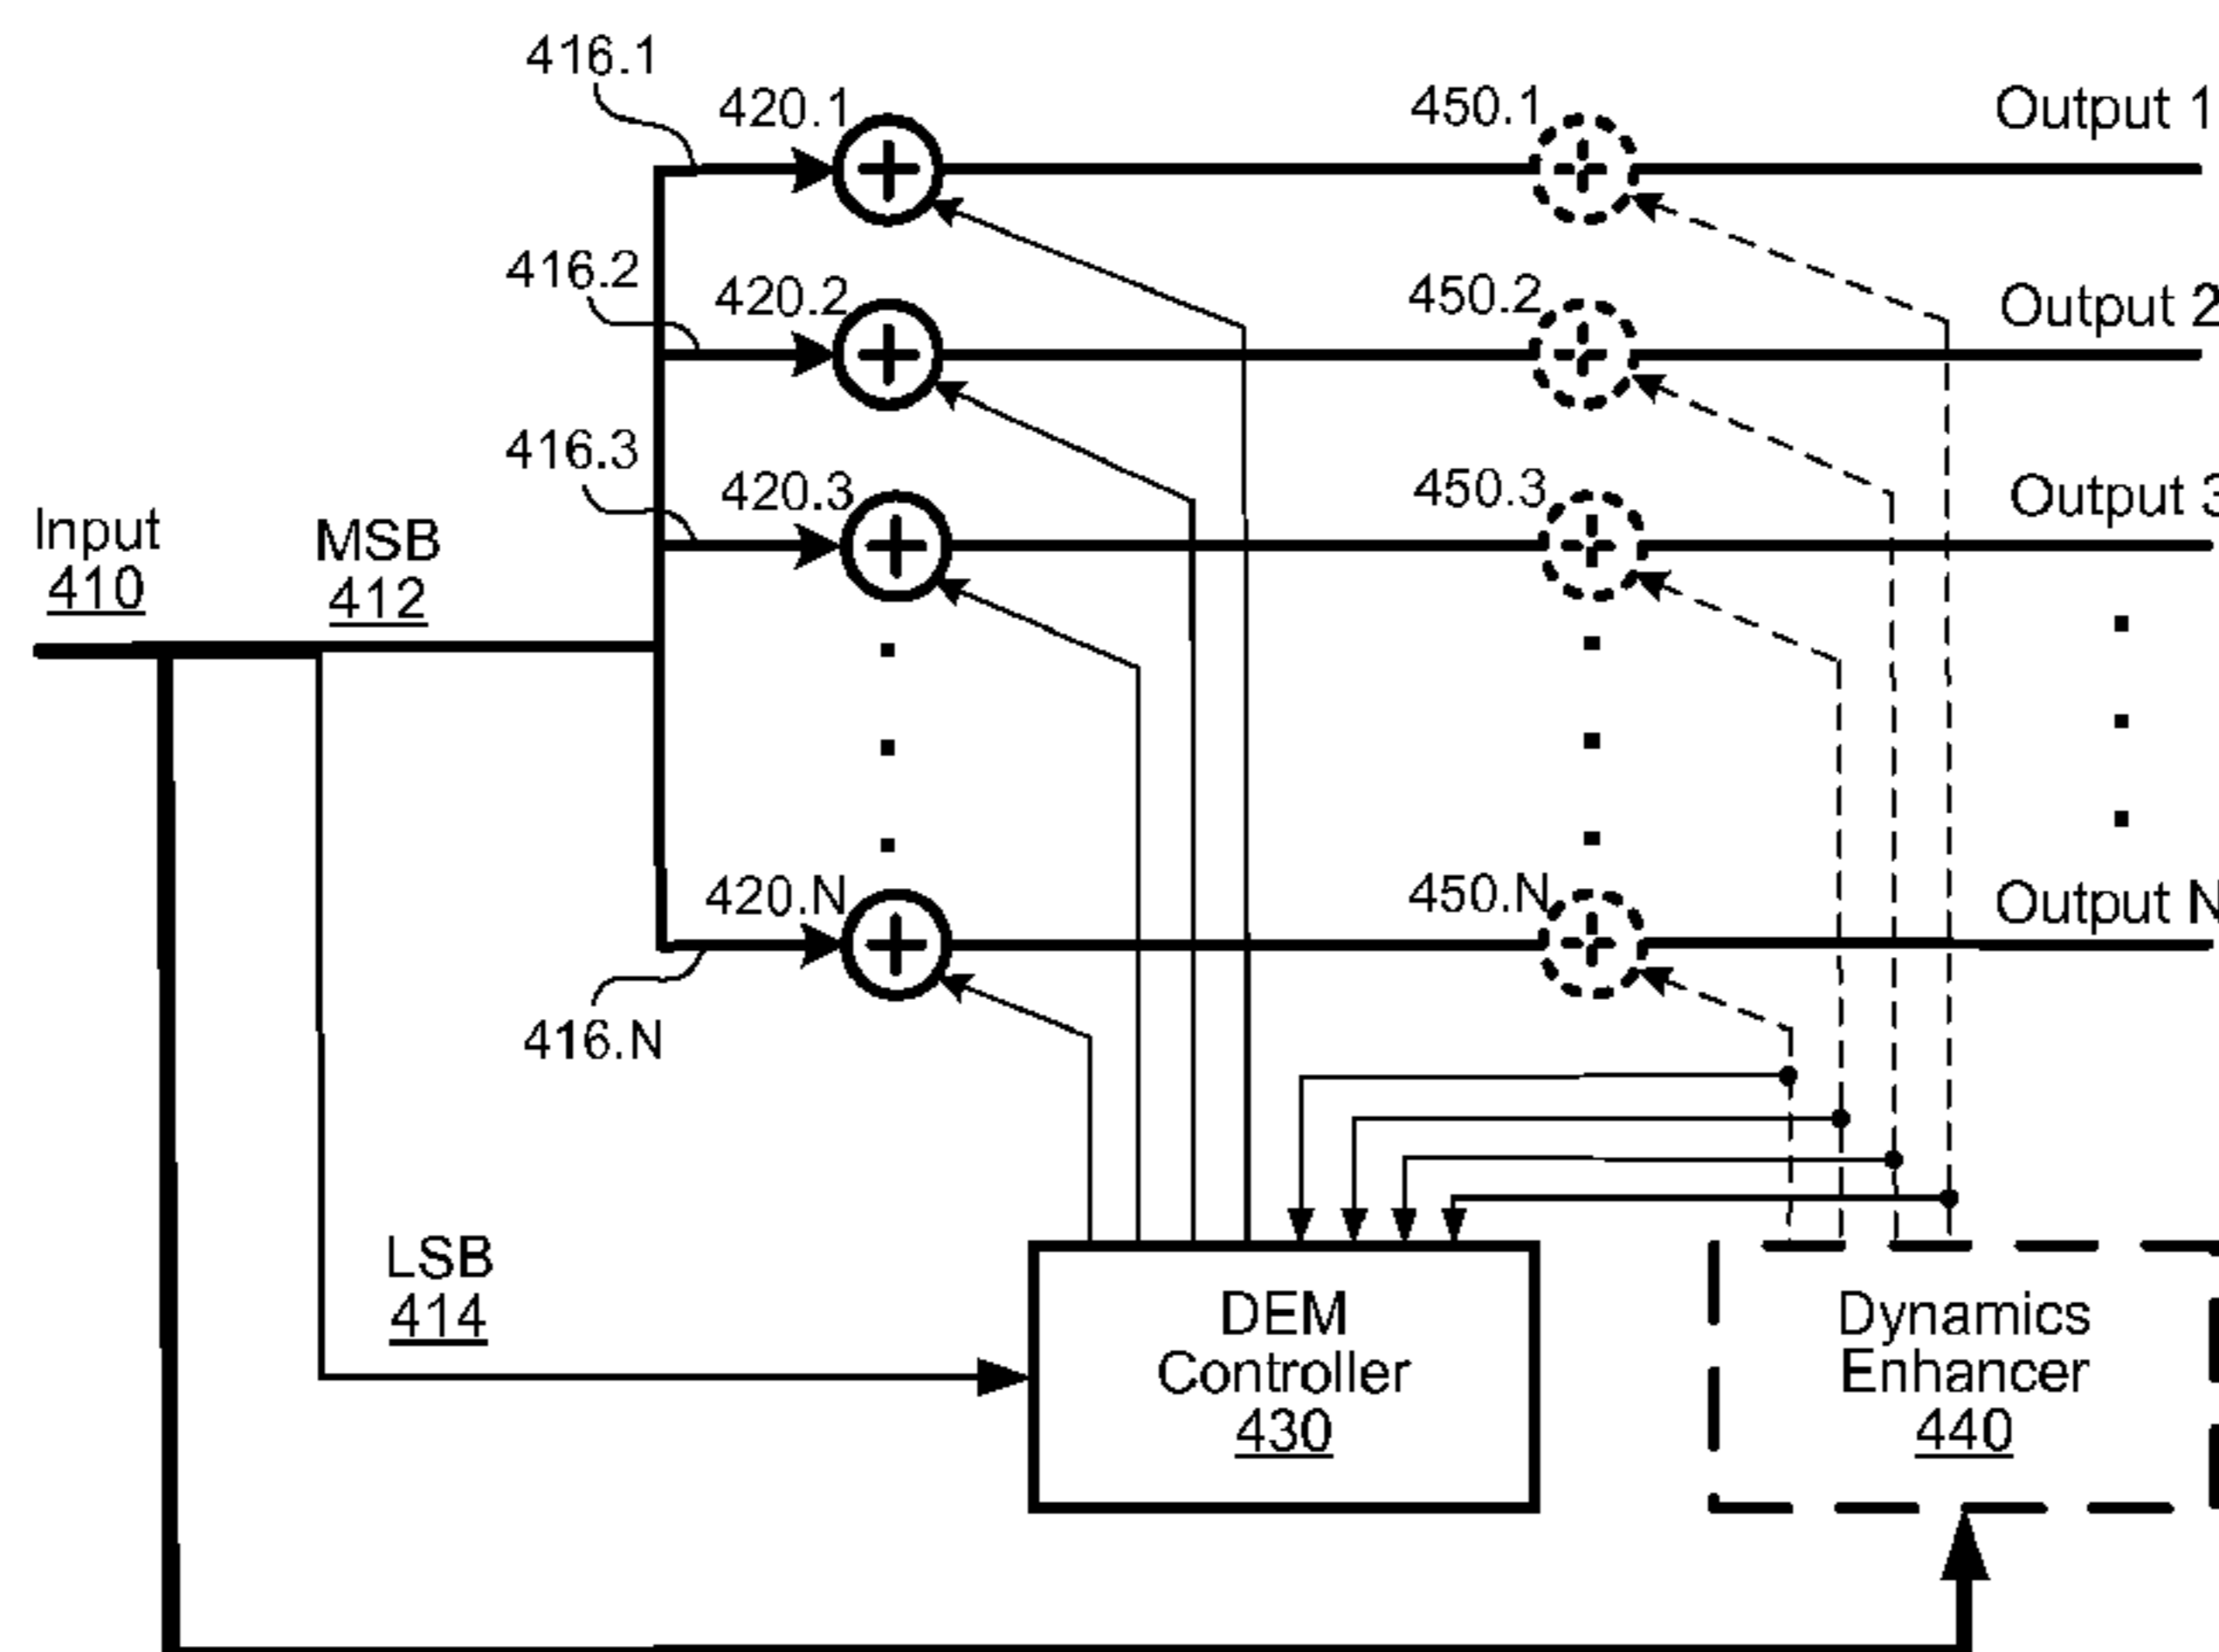 416.1
420.1
450.1
Output 1
416.2
420.2
450.2
Output 2
416.3
420.3
450.3
Output 3
Input
410
MSB
412
420.N
450.N
Output N
416.N
LSB
414
DEM
Controller
430
Dynamics
Enhancer
440